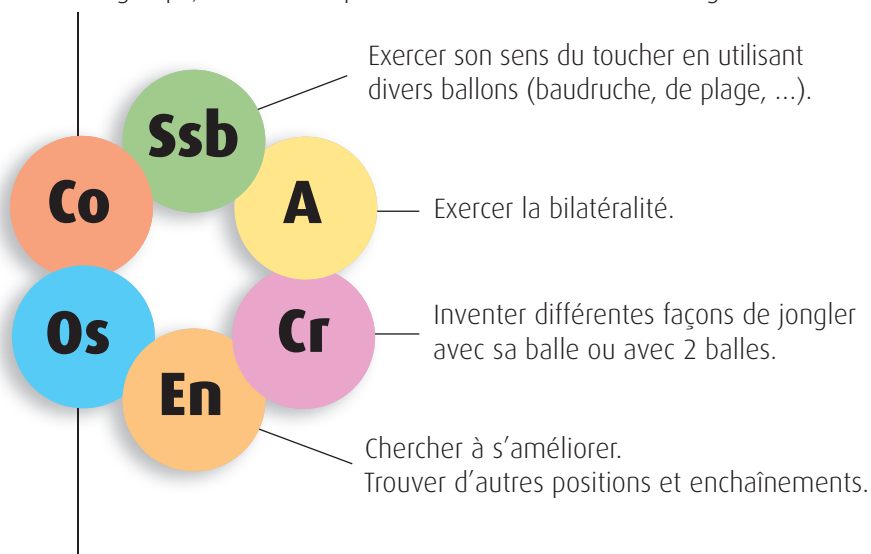 Exercer son sens du toucher en utilisant
divers ballons (baudruche, de plage, ...).
Ssb
Co
A
Exercer la bilatéralité.
Os
Cr
Inventer différentes façons de jongler
avec sa balle ou avec 2 balles.
En
Chercher à s’améliorer.
Trouver d’autres positions et enchaînements.